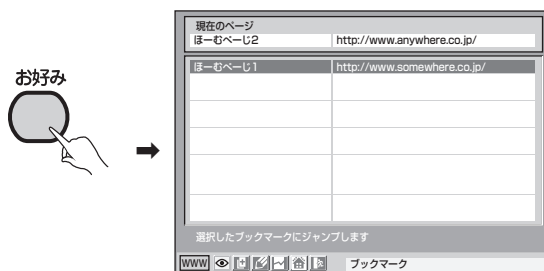 お好み
現在のページ
ほーむぺーじ2 http://www.anywhere.co.jp/
ほーむぺーじ1 http://www.somewhere.co.jp/
選択したブックマークにジャンプします
WWW ブックマーク